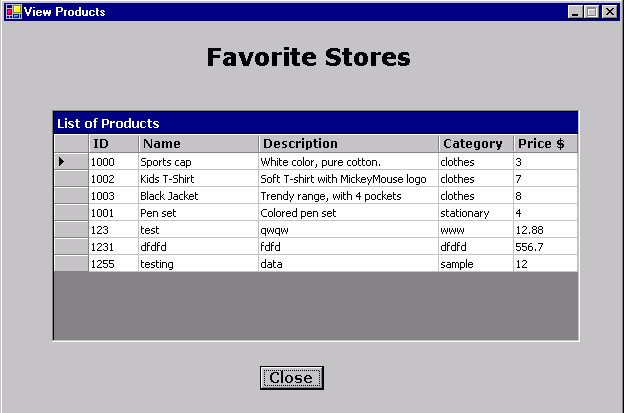 View Products
Favorite Stores
List of Products
ID Name Description Category Price $
1000 Sports cap White color, pure cotton. clothes 3
1002 Kids T-Shirt Soft T-shirt with MickeyMouse logo clothes 7
1003 Black Jacket Trendy range, with 4 pockets clothes 8
1001 Pen set Colored pen set stationary 4
123 test qwqw www 12.88
1231 dfdfd fdfd dfdfd 556.7
1255 testing data sample 12
Close